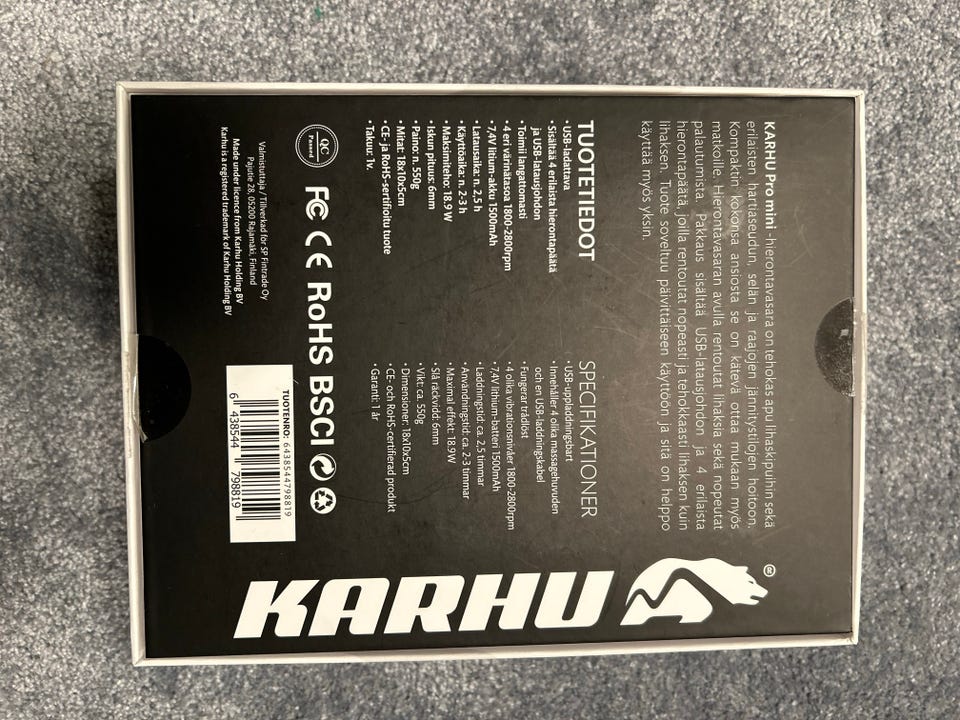 KARHU Pro mini -hierontavasara on tehokas apu lihaskipuihin sekä
erilaisten hartiaseudun, selän ja raajojen jännitystilojen hoitoon.
Kompaktin kokonsa ansiosta se on kätevä ottaa mukaan myös
matkoille. Hierontavasaran avulla rentoutat lihaksia sekä nopeutat
palautumista. Pakkaus sisältää USB-latausjohdon ja 4 erilaista
hierontapäätä, joilla rentoutat nopeasti ja tehokkaasti lihaksen kuin
lihaksen. Tuote soveltuu päivittäiseen käyttöön ja sitä on helppo
käyttää myös yksin.
TUOTETIEDOT
•USB-ladattava
•Sisältää 4 erilaista hierontapäätä
ja USB-latausjohdon
•Toimii langattomasti
•4 eri värinätasoa 1800-2800rpm
•7,4V litium-akku 1500mAh
•Latausaika: n. 2,5 h
•Käyttöaika: n. 2-3 h
•Maksimiteho: 18.9 W
•Iskun pituus: 6mm
•Paino: n. 550g
•Mitat: 18x10x5cm
•CE- ja RoHS-sertifioitu tuote
•Takuu: 1v.
SPECIFIKATIONER
•USB-uppladdningsbart
•Innehåller 4 olika massagehuvuden
och en USB-laddningskabel
•Fungerar trådlöst
•4 olika vibrationsnivåer 1800-2800rpm
•7,4V lithium-batteri 1500mAh
•Laddningstid: ca. 2,5 timmar
•Användningstid: ca. 2-3 timmar
•Maximal effekt: 18.9W
•Slå räckvidd: 6mm
•Vikt: ca. 550g
•Dimensioner: 18x10x5cm
•CE- och RoHS-certifierad produkt
•Garanti: 1 år
QC
Passed
FC CE RoHS BSCI
Valmistuttaja / Tillverkad för SP Fintrade Oy
Pajutie 28, 05200 Rajamäki, Finland
Made under licence from Karhu Holding BV
Karhu is a registered trademark of Karhu Holding BV
TUOTENRO: 6438544798819
6 438544 798819
KARHU
®